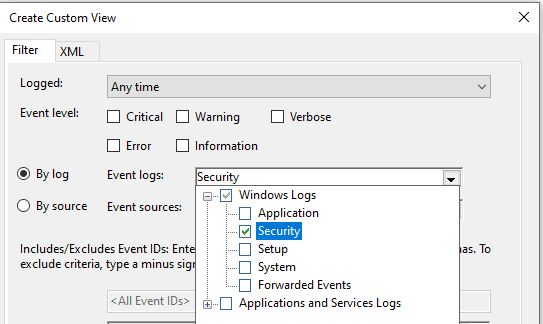 Create Custom View
Filter XML
Logged: Any time
Event level: Critical Warning Verbose
Error Information
By log Event logs: Security
By source Event sources:
Windows Logs
Application
Security
Setup
System
Forwarded Events
Applications and Services Logs
Includes/Excludes Event IDs: Ente mas. To
exclude criteria, type a minus sign
<All Event IDs>